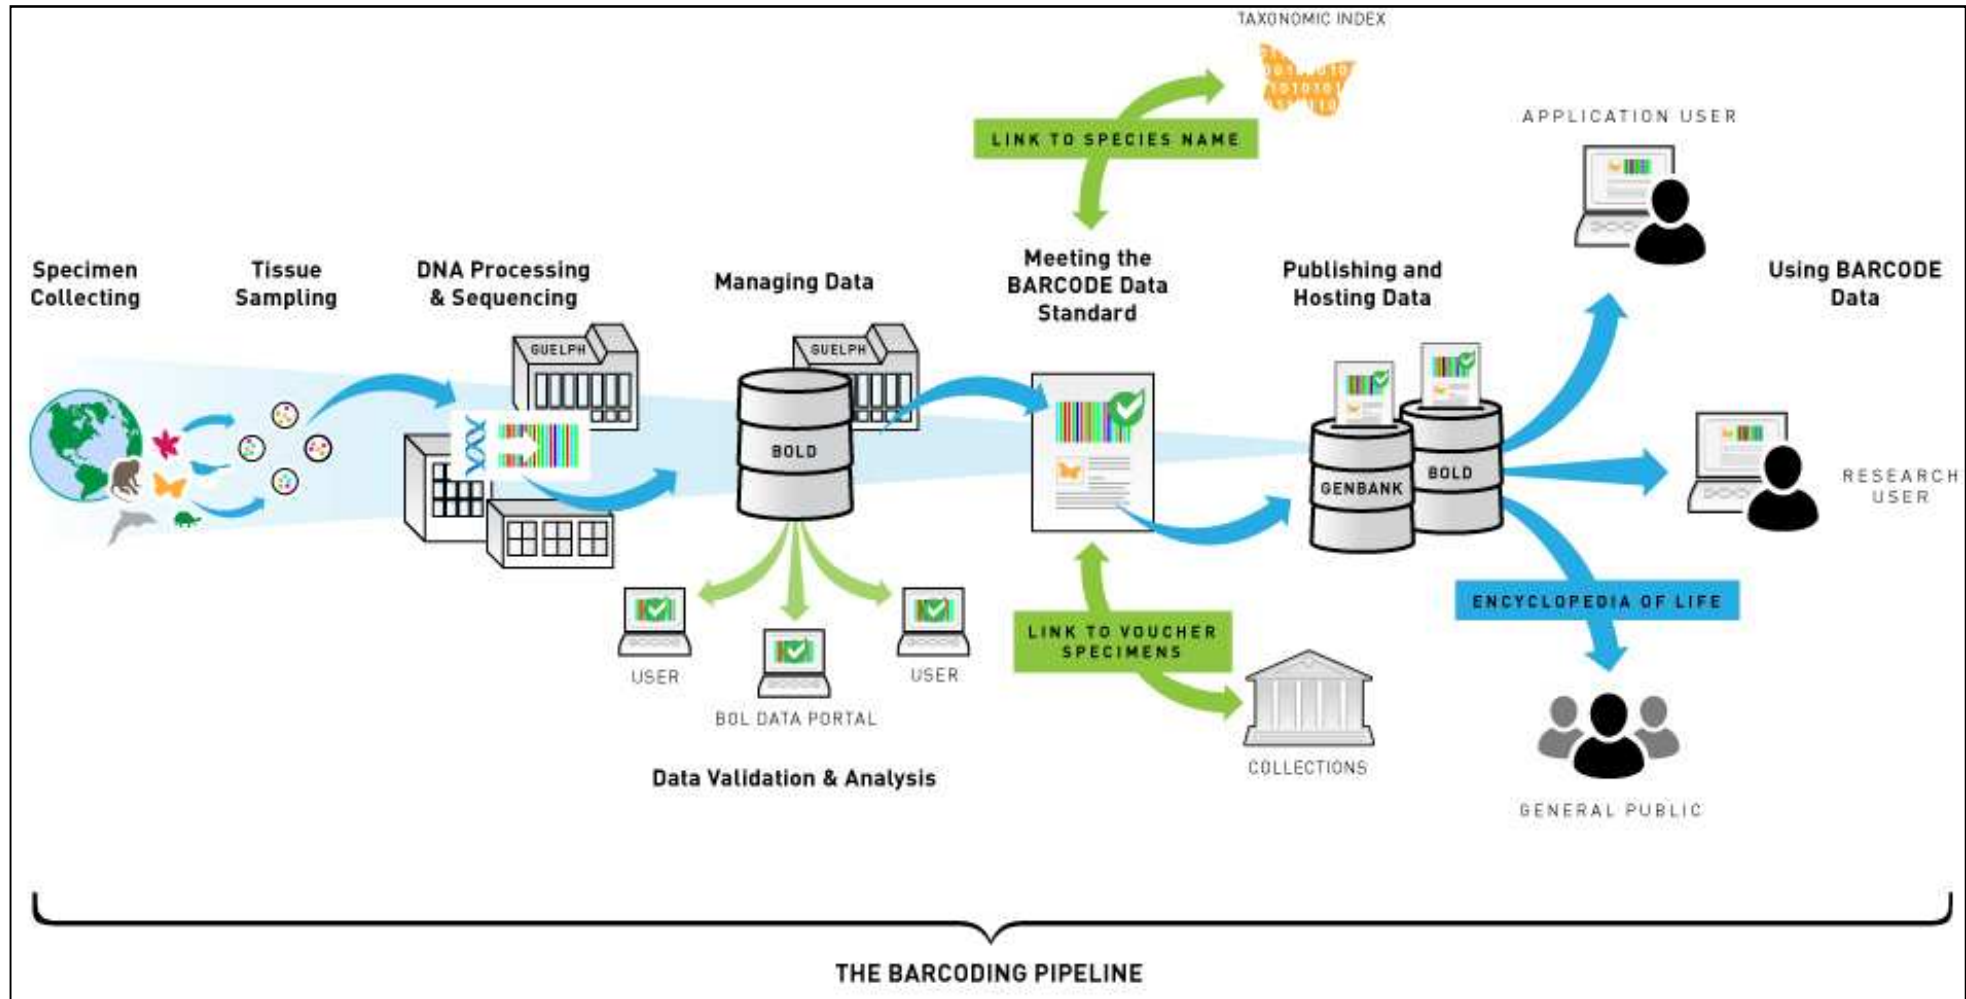 TAXONOMIC INDEX
LINK TO SPECIES NAME
APPLICATION USER
Specimen
Collecting
Tissue
Sampling
DNA Processing
& Sequencing
Managing Data
Meeting the
BARCODE Data
Standard
Publishing and
Hosting Data
Using BARCODE
Data
GUELPH
GUELPH
BOLD
GENBANK
BOLD
RESEARCH
USER
USER
BOL DATA PORTAL
USER
Data Validation & Analysis
LINK TO VOUCHER
SPECIMENS
COLLECTIONS
ENCYCLOPEDIA OF LIFE
GENERAL PUBLIC
THE BARCODING PIPELINE